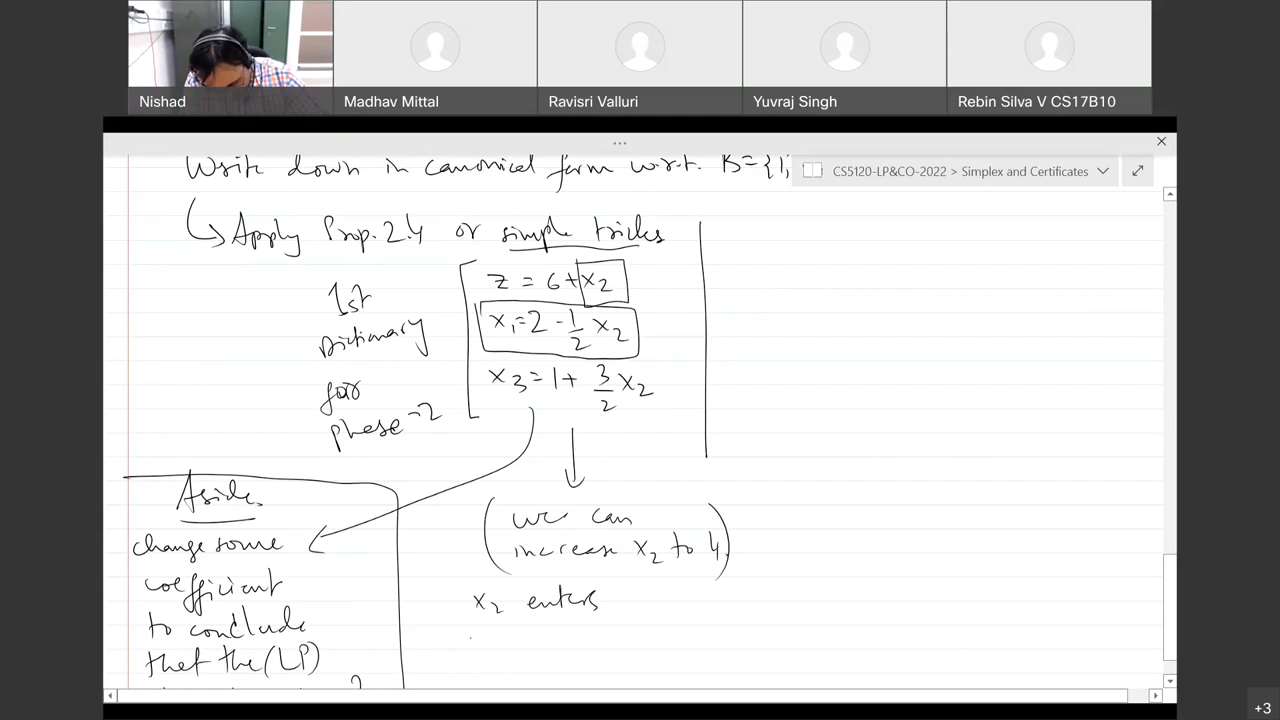 Nishad
Madhav Mittal
Ravisri Valluri
Yuvraj Singh
Rebin Silva V CS17B10
CS5120-LP&CO-2022 > Simplex and Certificates
Write down in canonical form w.r.t. B={1,
Apply Prop. 2.4 or simple tricks
1st
Dictionary
for
phase-2
z = 6+x₂
x₁=2 - 1/2 x₂
x₃=1+ 3/2 x₂
(we can
increase x₂ to 4)
x₂ enters
Aside
change some
coefficient
to conclude
that the (LP)
+3